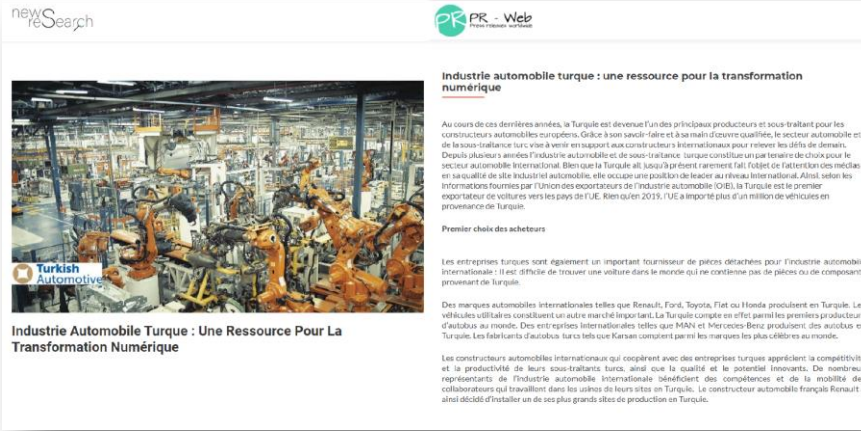 newResearch
Turkish
Automotive
Industrie Automobile Turque : Une Ressource Pour La
Transformation Numérique
PR PR - Web
Press releases worldwide
Industrie automobile turque : une ressource pour la transformation
numérique
Au cours de ces dernières années, la Turquie est devenue l'un des principaux producteurs et sous-traitant pour les
constructeurs automobiles européens. Grâce à son savoir-faire et à sa main d'œuvre qualifiée, le secteur automobile et
de la sous-traitance turc vise à venir en support aux constructeurs internationaux pour relever les défis de demain.
Depuis plusieurs années l'industrie automobile et de sous-traitance turque constitue un partenaire de choix pour le
secteur automobile international. Bien que la Turquie ait jusqu'à présent rarement fait l'objet de l'attention des médias
en sa qualité de site industriel automobile, elle occupe une position de leader au niveau international. Ainsi, selon les
informations fournies par l'Union des exportateurs de l'industrie automobile (OIB), la Turquie est le premier
exportateur de voitures vers les pays de l'UE. Rien qu'en 2019, l'UE a importé plus d'un million de véhicules en
provenance de Turquie.
Premier choix des acheteurs
Les entreprises turques sont également un important fournisseur de pièces détachées pour l'industrie automobil
internationale : il est difficile de trouver une voiture dans le monde qui ne contienne pas de pièces ou de composant
provenant de Turquie.
Des marques automobiles internationales telles que Renault, Ford, Toyota, Fiat ou Honda produisent en Turquie. Le
véhicules utilitaires constituent un autre marché important. La Turquie compte en effet parmi les premiers producteur
d'autobus au monde. Des entreprises internationales telles que MAN et Mercedes-Benz produisent des autobus e
Turquie. Les fabricants d'autobus turcs tels que Karsan comptent parmi les marques les plus célèbres au monde.
Les constructeurs automobiles internationaux qui coopèrent avec des entreprises turques apprécient la compétitivit
et la productivité de leurs sous-traitants turcs, ainsi que la qualité et le potentiel innovants. De nombreu
représentants de l'industrie automobile internationale bénéficient des compétences et de la mobilité de
collaborateurs qui travaillent dans les usines de leurs sites en Turquie. Le constructeur automobile français Renault
ainsi décidé d'installer un de ses plus grands sites de production en Turquie.